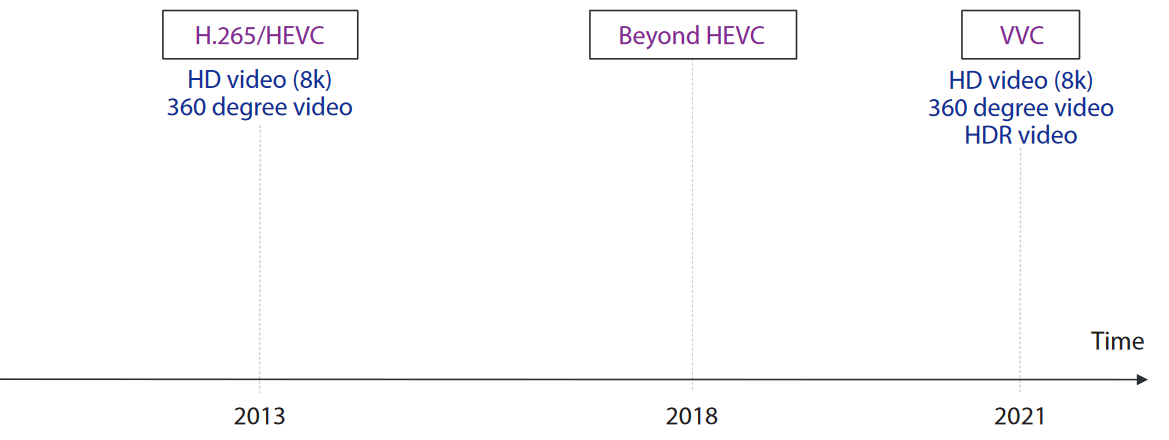 H.265/HEVC
HD video (8k)
360 degree video
Beyond HEVC
VVC
HD video (8k)
360 degree video
HDR video
Time
2013
2018
2021